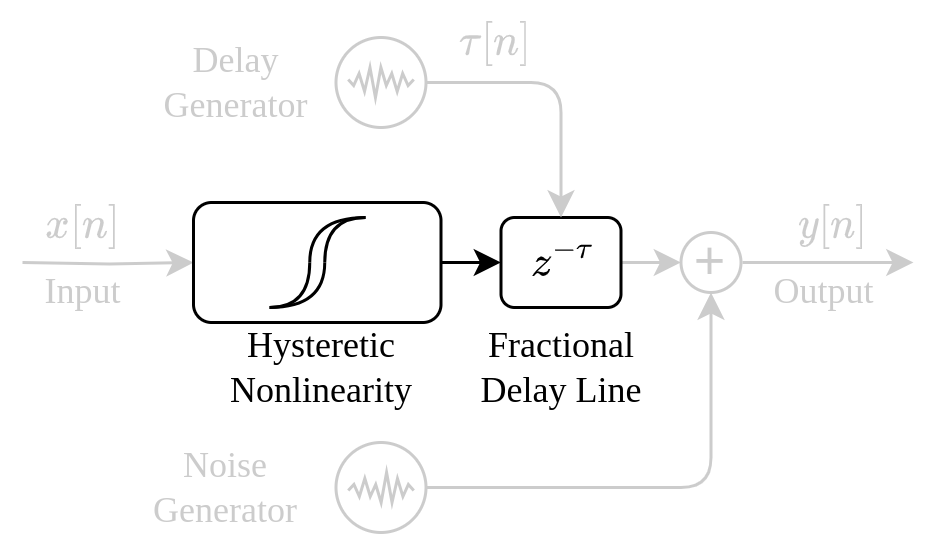 τ[n]
Delay
Generator
x[n]
Input
z^{−τ}
+
y[n]
Output
Hysteretic
Nonlinearity
Fractional
Delay Line
Noise
Generator